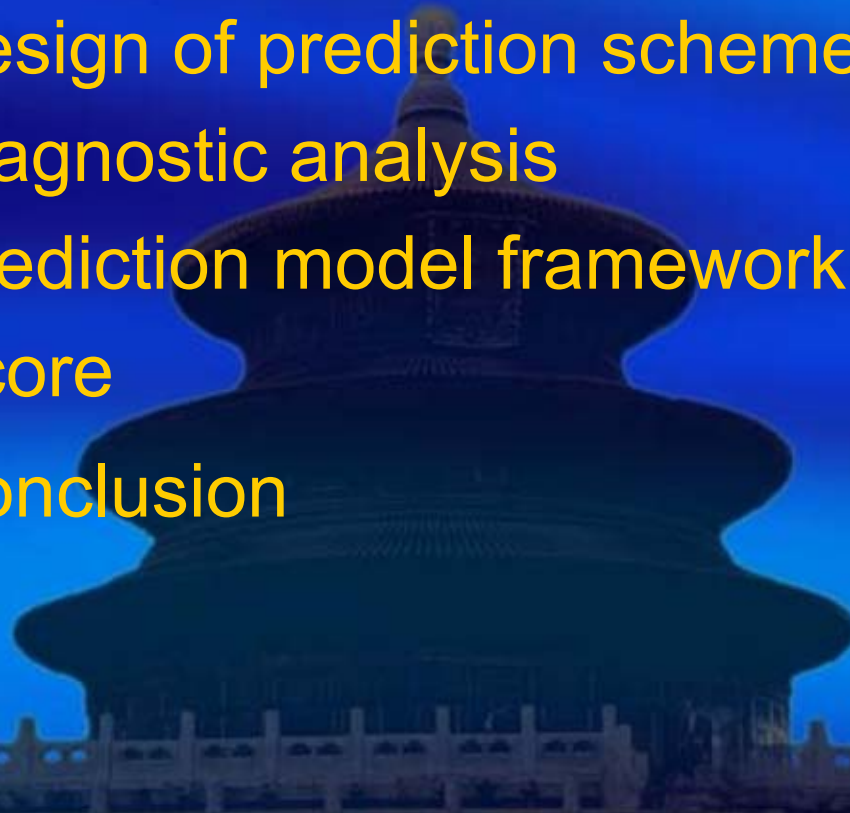 esign of prediction scheme
agnostic analysis
ediction model framework
core
onclusion